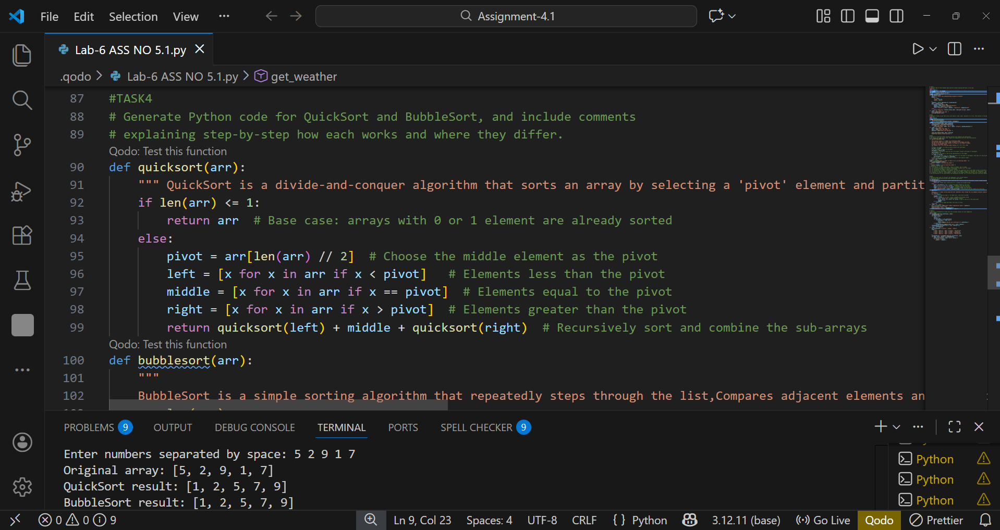 File Edit Selection View ··· Assignment-4.1
Lab-6 ASS NO 5.1.py
.qodo > Lab-6 ASS NO 5.1.py > get_weather
87 #TASK4
88 # Generate Python code for QuickSort and BubbleSort, and include comments
89 # explaining step-by-step how each works and where they differ.
Qodo: Test this function
90 def quicksort(arr):
91 """ QuickSort is a divide-and-conquer algorithm that sorts an array by selecting a 'pivot' element and partit
92 if len(arr) <= 1:
93 return arr # Base case: arrays with 0 or 1 element are already sorted
94 else:
95 pivot = arr[len(arr) // 2] # Choose the middle element as the pivot
96 left = [x for x in arr if x < pivot] # Elements less than the pivot
97 middle = [x for x in arr if x == pivot] # Elements equal to the pivot
98 right = [x for x in arr if x > pivot] # Elements greater than the pivot
99 return quicksort(left) + middle + quicksort(right) # Recursively sort and combine the sub-arrays
Qodo: Test this function
100 def bubblesort(arr):
101 """
102 BubbleSort is a simple sorting algorithm that repeatedly steps through the list,Compares adjacent elements an
PROBLEMS 9 OUTPUT DEBUG CONSOLE TERMINAL PORTS SPELL CHECKER 9
Enter numbers separated by space: 5 2 9 1 7
Original array: [5, 2, 9, 1, 7]
QuickSort result: [1, 2, 5, 7, 9]
BubbleSort result: [1, 2, 5, 7, 9]
Python
Python
Python
0 0 9 Ln 9, Col 23 Spaces: 4 UTF-8 CRLF {} Python 3.12.11 (base) Go Live Qodo Prettier